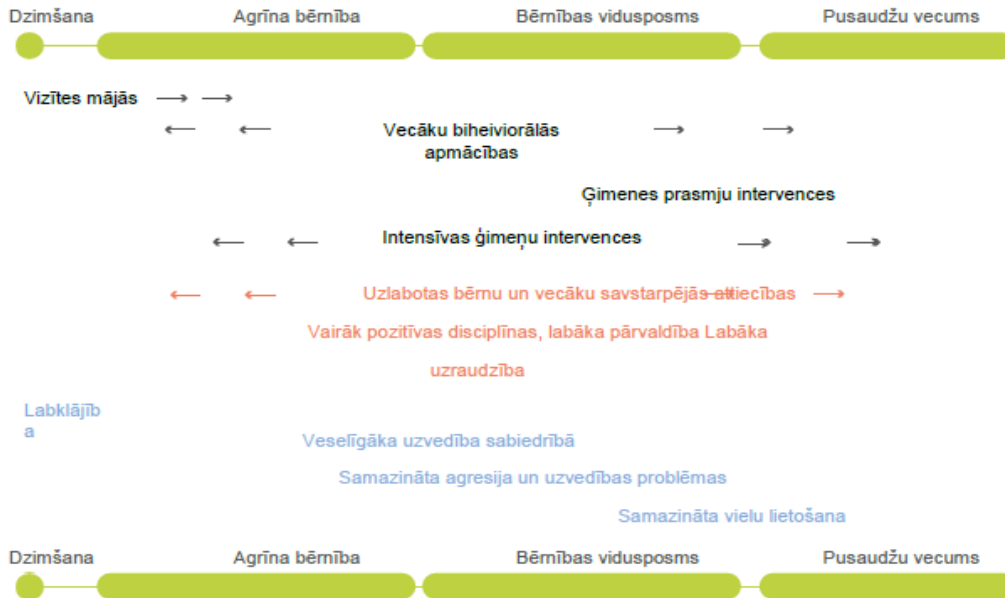 Dzimšana Agrīna bērnība Bērnības vidusposms Pusaudžu vecums
Vizītes mājās
Vecāku biheiviorālās
apmācības
Ģimenes prasmju intervences
Intensīvas ģimeņu intervences
Uzlabotas bērnu un vecāku savstarpējās attiecības
Vairāk pozitīvas disciplīnas, labāka pārvaldība Labāka
uzraudzība
Labklājīb
a
Veselīgāka uzvedība sabiedrībā
Samazināta agresija un uzvedības problēmas
Samazināta vielu lietošana
Dzimšana Agrīna bērnība Bērnības vidusposms Pusaudžu vecums